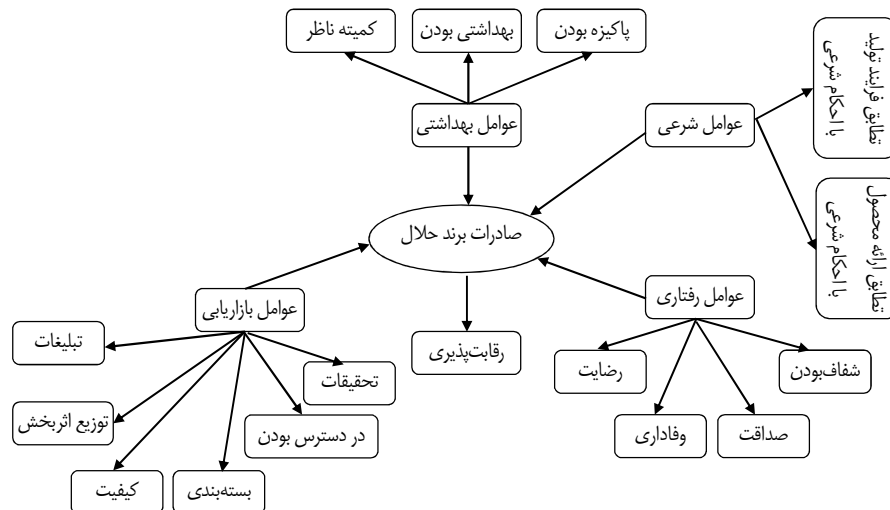 پاکیزه بودن
بهداشتی بودن
کمیته ناظر
تطابق فرایند تولید
با احکام شرعی
عوامل شرعی
عوامل بهداشتی
تطابق ارائه محصول
با احکام شرعی
صادرات برند حلال
عوامل رفتاری
عوامل بازاریابی
رقابت‌پذیری
تبلیغات
شفاف‌بودن
رضایت
تحقیقات
صداقت
وفاداری
در دسترس بودن
توزیع اثربخش
بسته‌بندی
کیفیت